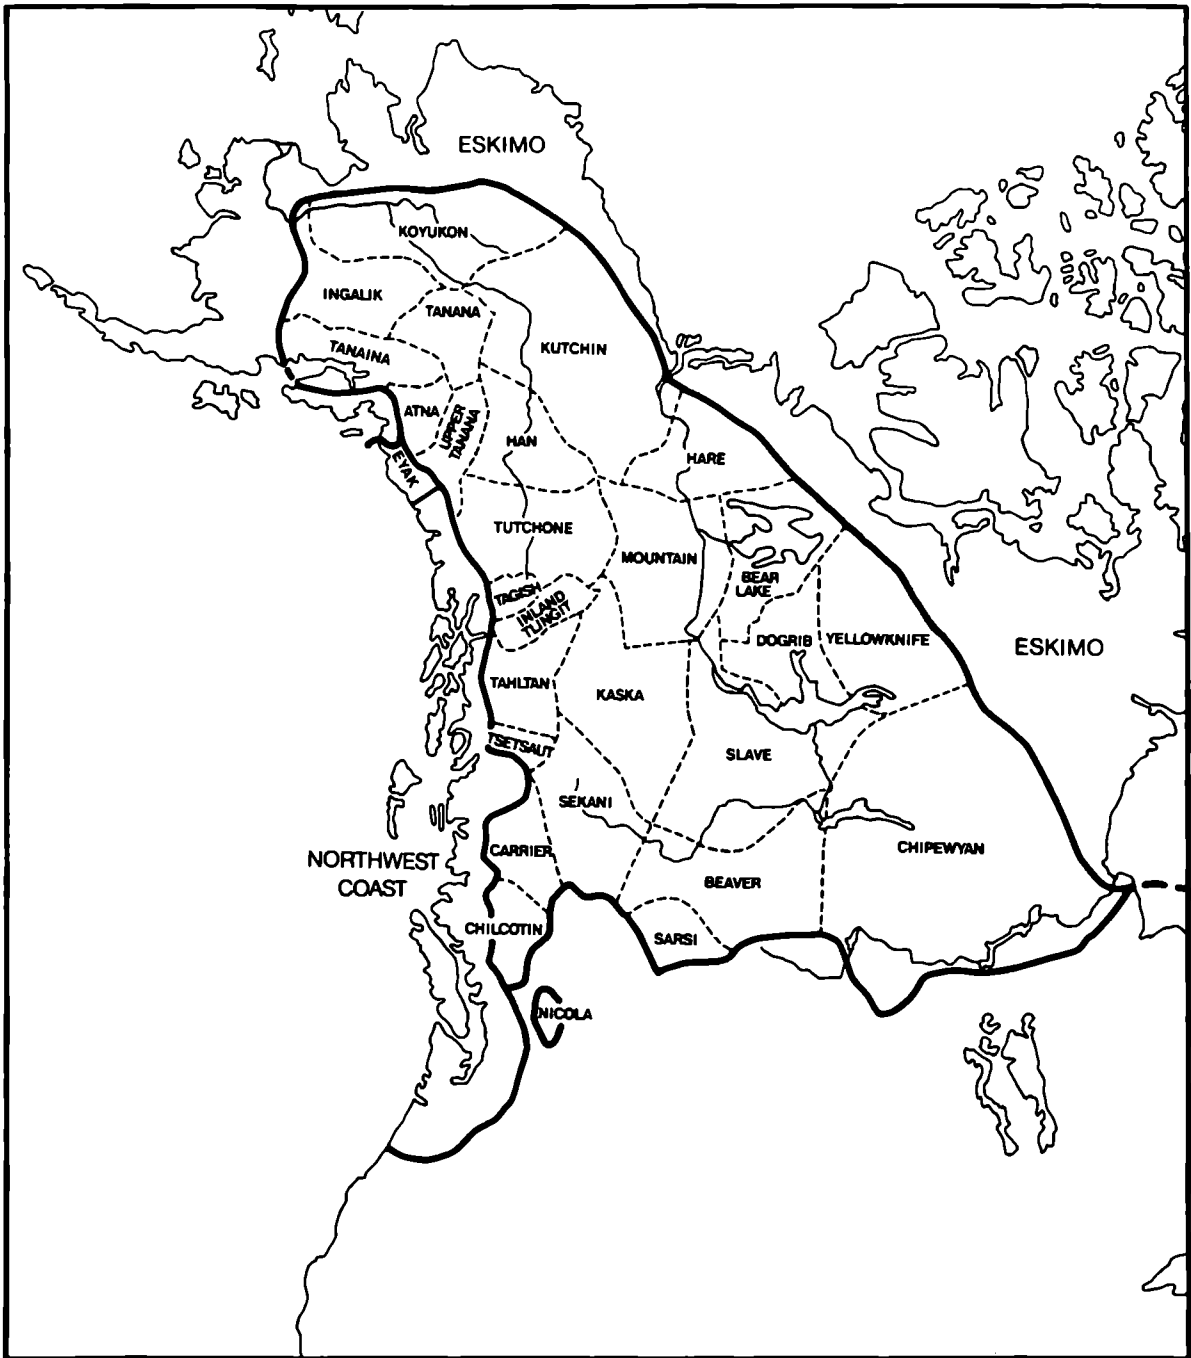 ESKIMO
KOYUKON
INGALIK
TANANA
KUTCHIN
TANAINA
ATNA
UPPER
TANANA
HAN
HARE
EYAK
TUTCHONE
MOUNTAIN
BEAR
LAKE
TAGISH
INLAND
TLINGIT
DOGRIB
YELLOWKNIFE
ESKIMO
TAHLTAN
KASKA
TSETSAUT
SLAVE
SEKANI
CARRIER
CHIPEWYAN
NORTHWEST
COAST
BEAVER
CHILCOTIN
SARSI
NICOLA